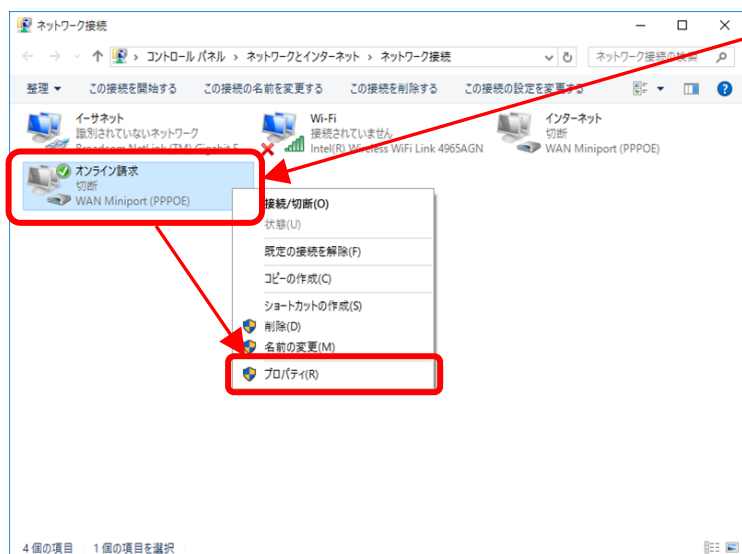 ネットワーク接続
コントロール パネル › ネットワークとインターネット › ネットワーク接続
ネットワーク接続の検索
整理 この接続を開始する この接続の名前を変更する この接続を削除する この接続の設定を変更する
イーサネット
識別されていないネットワーク
Broadcom NetLink (TM) Gigabit E
Wi-Fi
接続されていません
Intel(R) Wireless WiFi Link 4965AGN
インターネット
切断
WAN Miniport (PPPOE)
オンライン請求
切断
WAN Miniport (PPPOE)
接続/切断(O)
状態(U)
既定の接続を解除(F)
コピーの作成(C)
ショートカットの作成(S)
削除(D)
名前の変更(M)
プロパティ(R)
4 個の項目 1 個の項目を選択